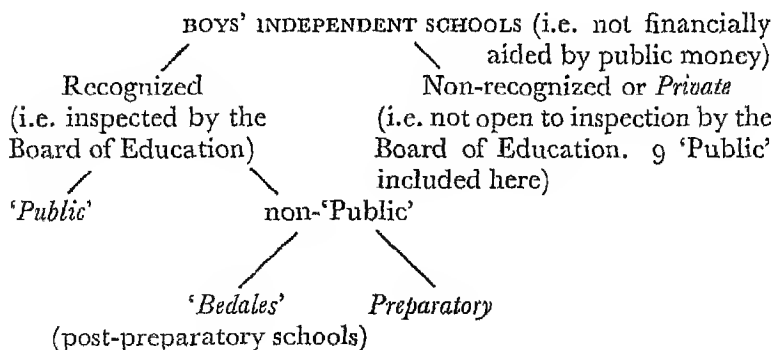 BOYS’ INDEPENDENT SCHOOLS (i.e. not financially
aided by public money)
Recognized
(i.e. inspected by the
Board of Education)
Non-recognized or Private
(i.e. not open to inspection by the
Board of Education. 9 ‘Public’
included here)
‘Public’ non-‘Public’
‘Bedales’ Preparatory
(post-preparatory schools)